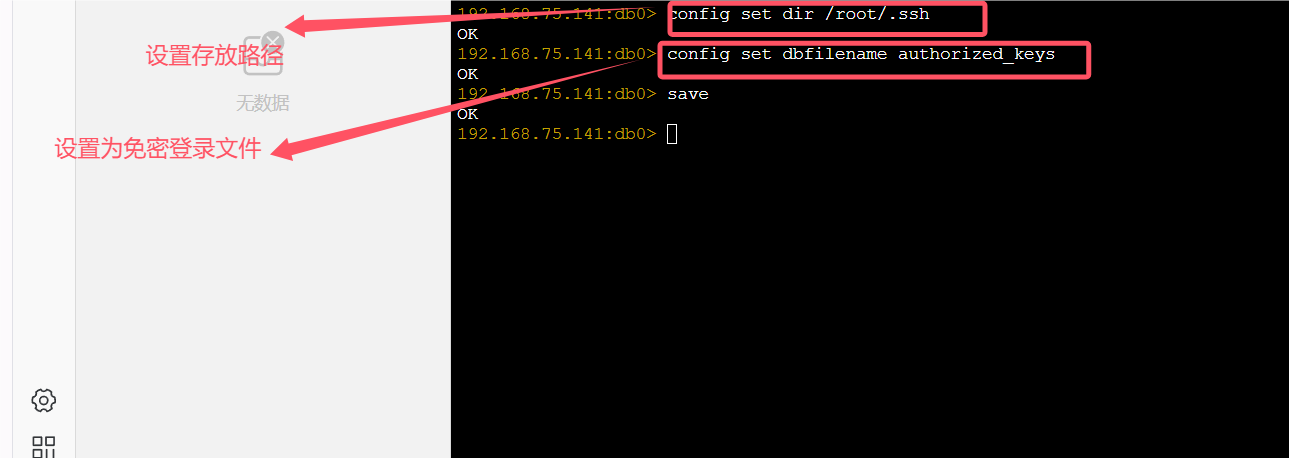 192.168.75.141:db0> config set dir /root/.ssh
OK
192.168.75.141:db0> config set dbfilename authorized_keys
OK
192.168.75.141:db0> save
OK
192.168.75.141:db0>
设置存放路径
无数据
设置为免密登录文件